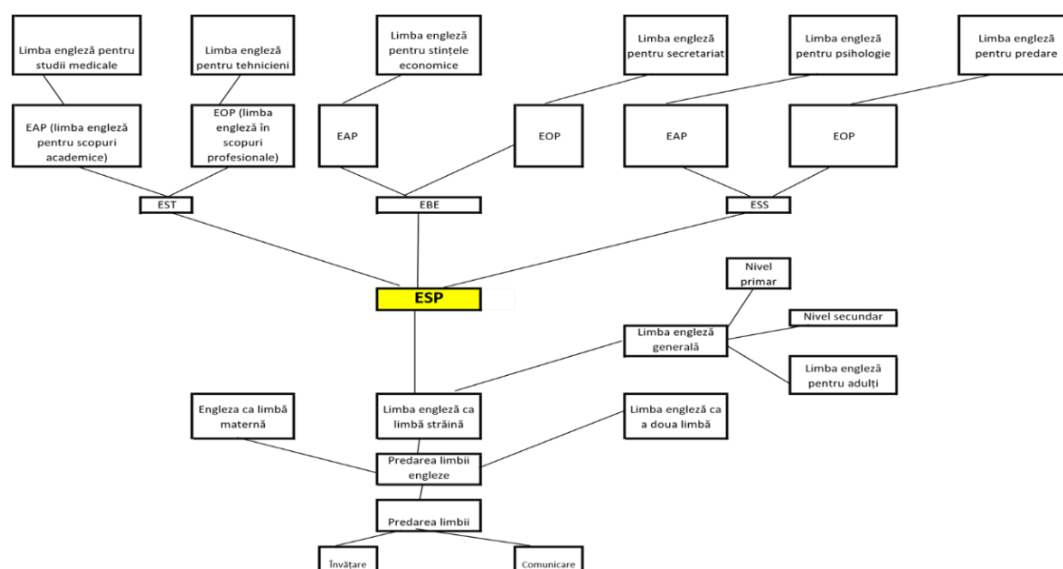 Limba engleză pentru
studii medicale
Limba engleză
pentru tehnicieni
Limba engleză
pentru stințele
economice
Limba engleză
pentru secretariat
Limba engleză
pentru psihologie
Limba engleză
pentru predare
EAP (limba engleză
pentru scopuri
academice)
EOP (limba
engleză în
scopuri
profesionale)
EAP
EOP
EAP
EOP
EST
EBE
ESS
ESP
Nivel
primar
Nivel secundar
Limba engleză
generală
Limba engleză
pentru adulți
Engleza ca limbă
maternă
Limba engleză ca
limbă străină
Limba engleză ca
a doua limbă
Predarea limbii
engleze
Predarea limbii
Învățare
Comunicare